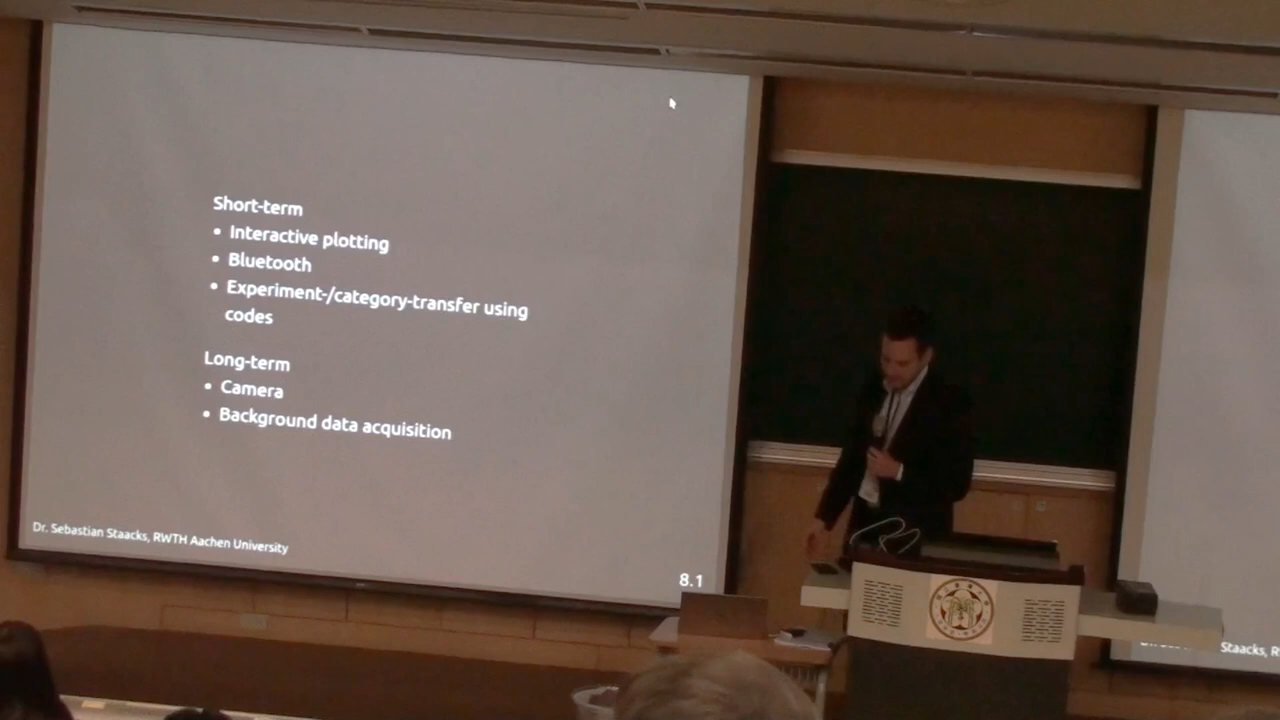 Short-term
• Interactive plotting
• Bluetooth
• Experiment-/category-transfer using
codes
Long-term
• Camera
• Background data acquisition
Dr. Sebastian Staacks, RWTH Aachen University
8.1
Staacks, R